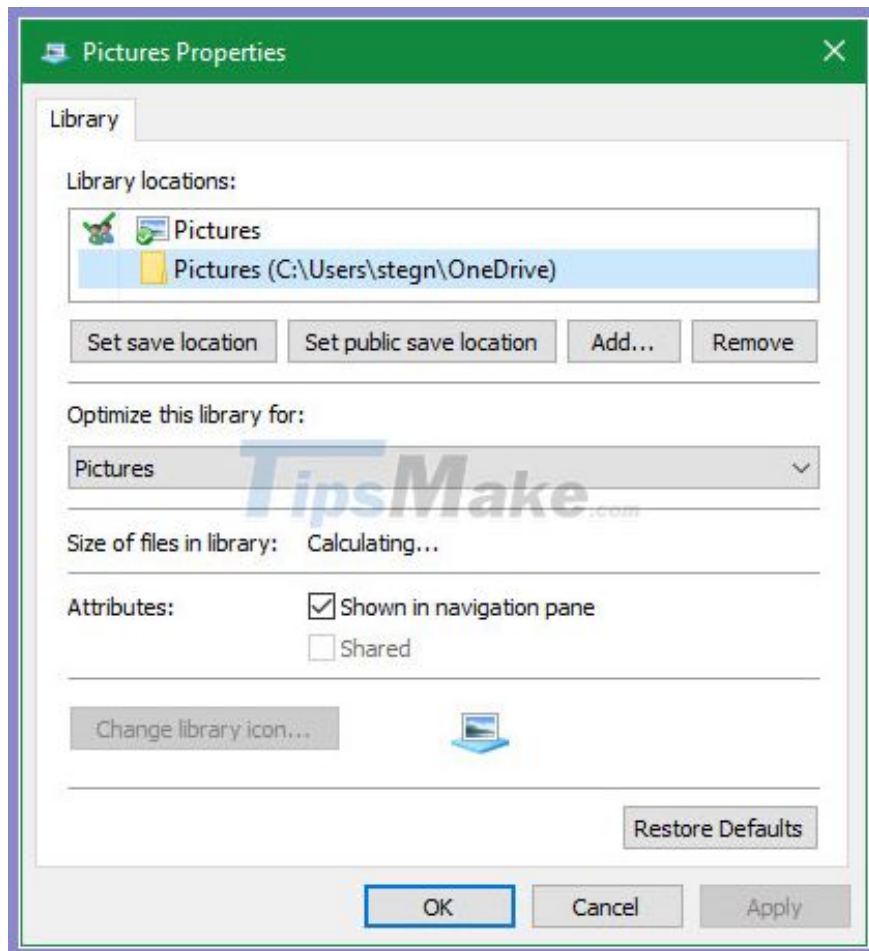 Pictures Properties
Library
Library locations:
Pictures
Pictures (C:\Users\stegn\OneDrive)
Set save location Set public save location Add... Remove
Optimize this library for:
Pictures
TipsMake.com
Size of files in library: Calculating...
Attributes: Shown in navigation pane
Shared
Change library icon...
Restore Defaults
OK Cancel Apply